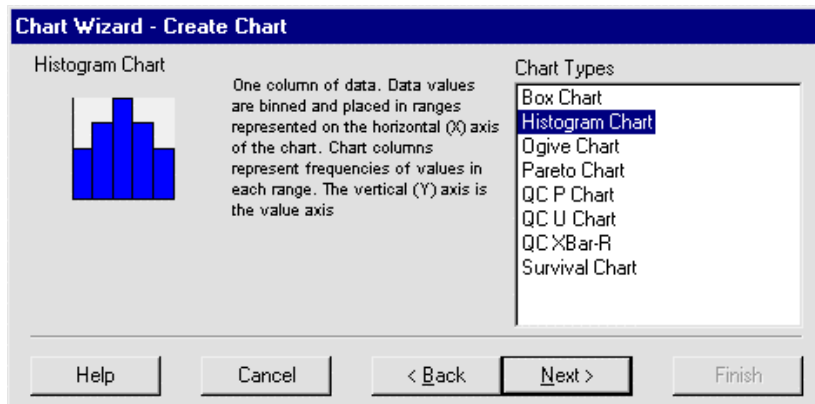 Chart Wizard - Create Chart
Histogram Chart
One column of data. Data values
are binned and placed in ranges
represented on the horizontal (X) axis
of the chart. Chart columns
represent frequencies of values in
each range. The vertical (Y) axis is
the value axis
Chart Types
Box Chart
Histogram Chart
Ogive Chart
Pareto Chart
QC P Chart
QC U Chart
QC XBar-R
Survival Chart
Help
Cancel
< Back
Next >
Finish